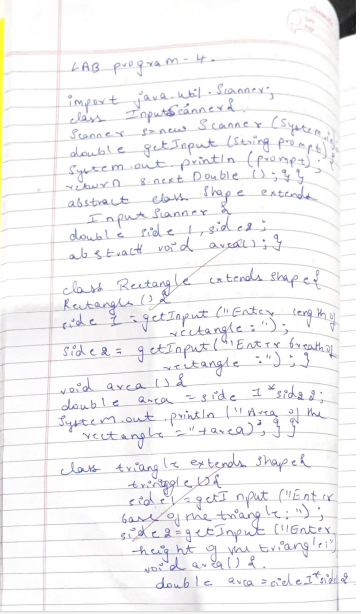 LAB program - 4.
import java.util.Scanner;
class InputScanner{
Scanner s=new Scanner (System.in
double getInput (String prompt){
System.out.println (prompt);
return s.next Double (); } }
abstract class Shape extends
InputScanner {
double side 1, side 2;
abstract void area(); }
class Rectangle extends shape{
Rectangle () {
side 1 = getInput ("Enter length of
rectangle : ");
side 2 = getInput ("Enter breath of
rectangle : "); }
void area () {
double area = side 1 * side 2;
System.out.println ("Area of the
rectangle = "+area); } }
class triangle extends shape{
tringgle () {
side 1 = getInput ("Enter
base of the triangle : ");
side 2 = getInput ("Enter
height of the triangle:")
void area () {
double area = side 1 * side 2